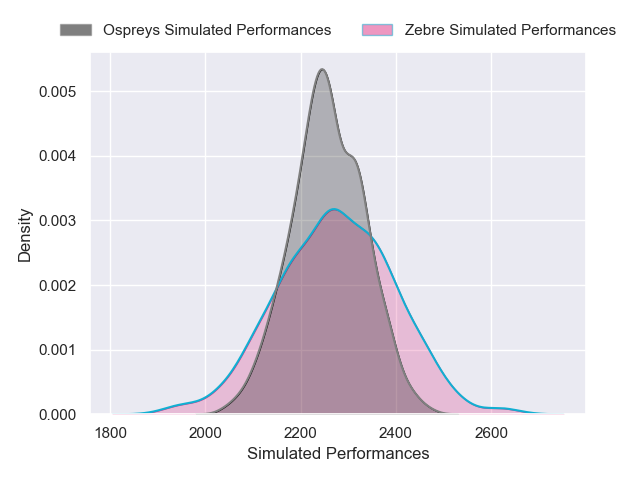 Ospreys Simulated Performances Zebre Simulated Performances
0.005
0.004
0.003
0.002
0.001
0.000
Density
1800 2000 2200 2400 2600
Simulated Performances